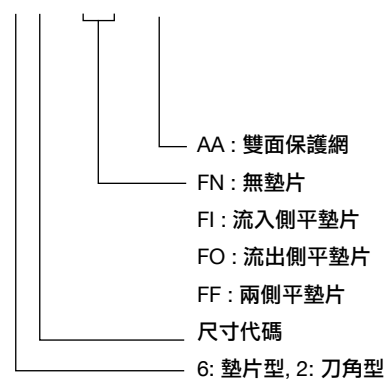 AA : 雙面保護網
FN : 無墊片
FI : 流入側平墊片
FO : 流出側平墊片
FF : 兩側平墊片
尺寸代碼
6: 墊片型, 2: 刀角型